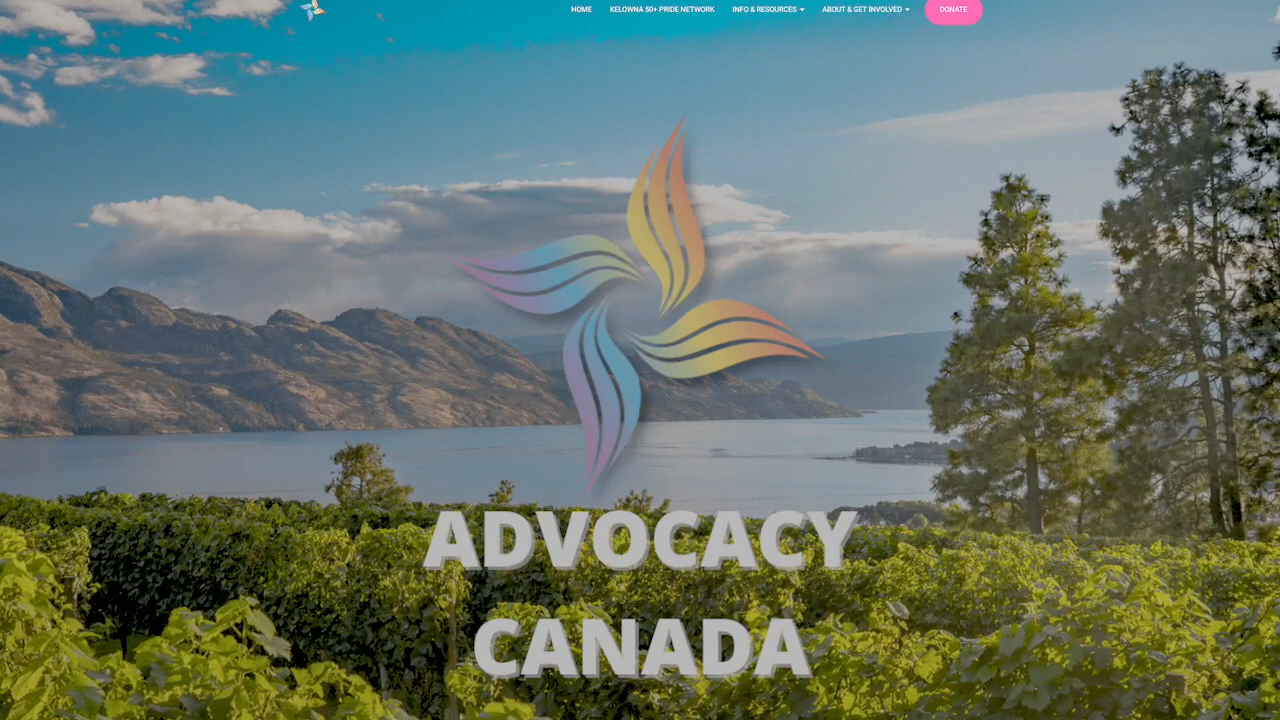 HOME
KELOWNA 50+ PRIDE NETWORK
INFO & RESOURCES
ABOUT & GET INVOLVED
DONATE
ADVOCACY
CANADA